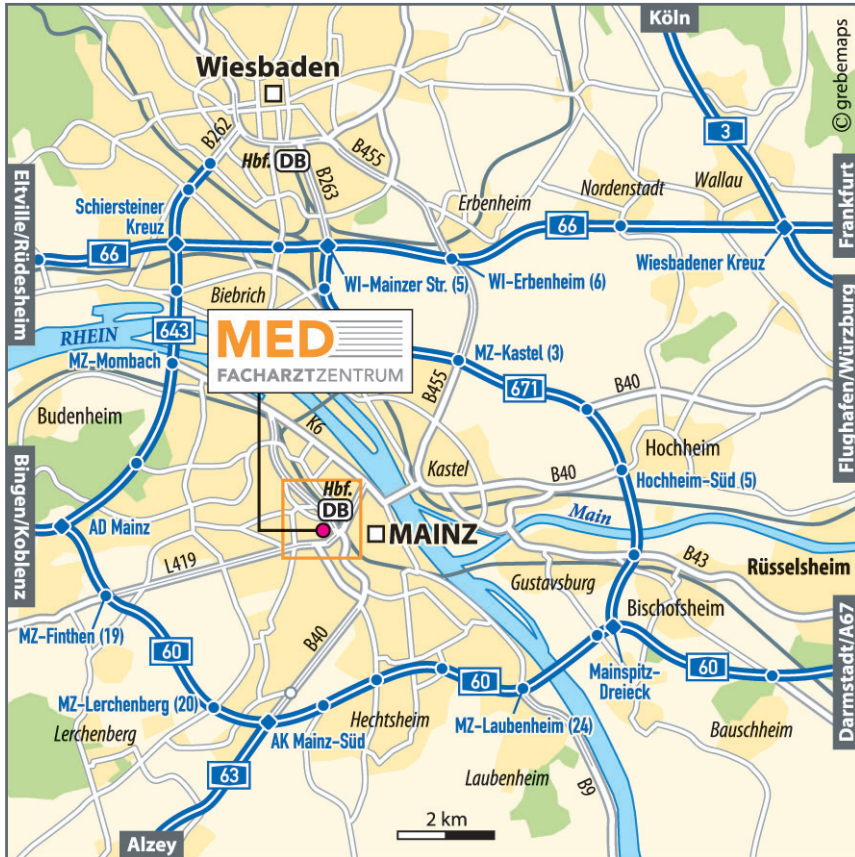 Köln
© grebemaps
Wiesbaden
B262
Hbf. DB
B455
3
B263
Eltville/Rüdesheim
Nordenstadt
Wallau
Frankfurt
Schiersteiner
Kreuz
Erbenheim
66
66
WI-Mainzer Str. (5)
WI-Erbenheim (6)
Wiesbadener Kreuz
Biebrich
RHEIN
643
MED
FACHARZTZENTRUM
MZ-Mombach
MZ-Kastel (3)
B455
671
B40
Flughafen/Würzburg
Budenheim
K6
Hochheim
Kastel
B40
Hochheim-Süd (5)
Bingen/Koblenz
Hbf.
DB
AD Mainz
MAINZ
Main
L419
B43
Rüsselsheim
Gustavsburg
Bischofsheim
MZ-Finthen (19)
B40
60
Mainspitz-
Dreieck
60
Darmstadt/A67
60
MZ-Lerchenberg (20)
Lerchenberg
Hechtsheim
MZ-Laubenheim (24)
Bauschheim
AK Mainz-Süd
63
Laubenheim
B9
2 km
Alzey